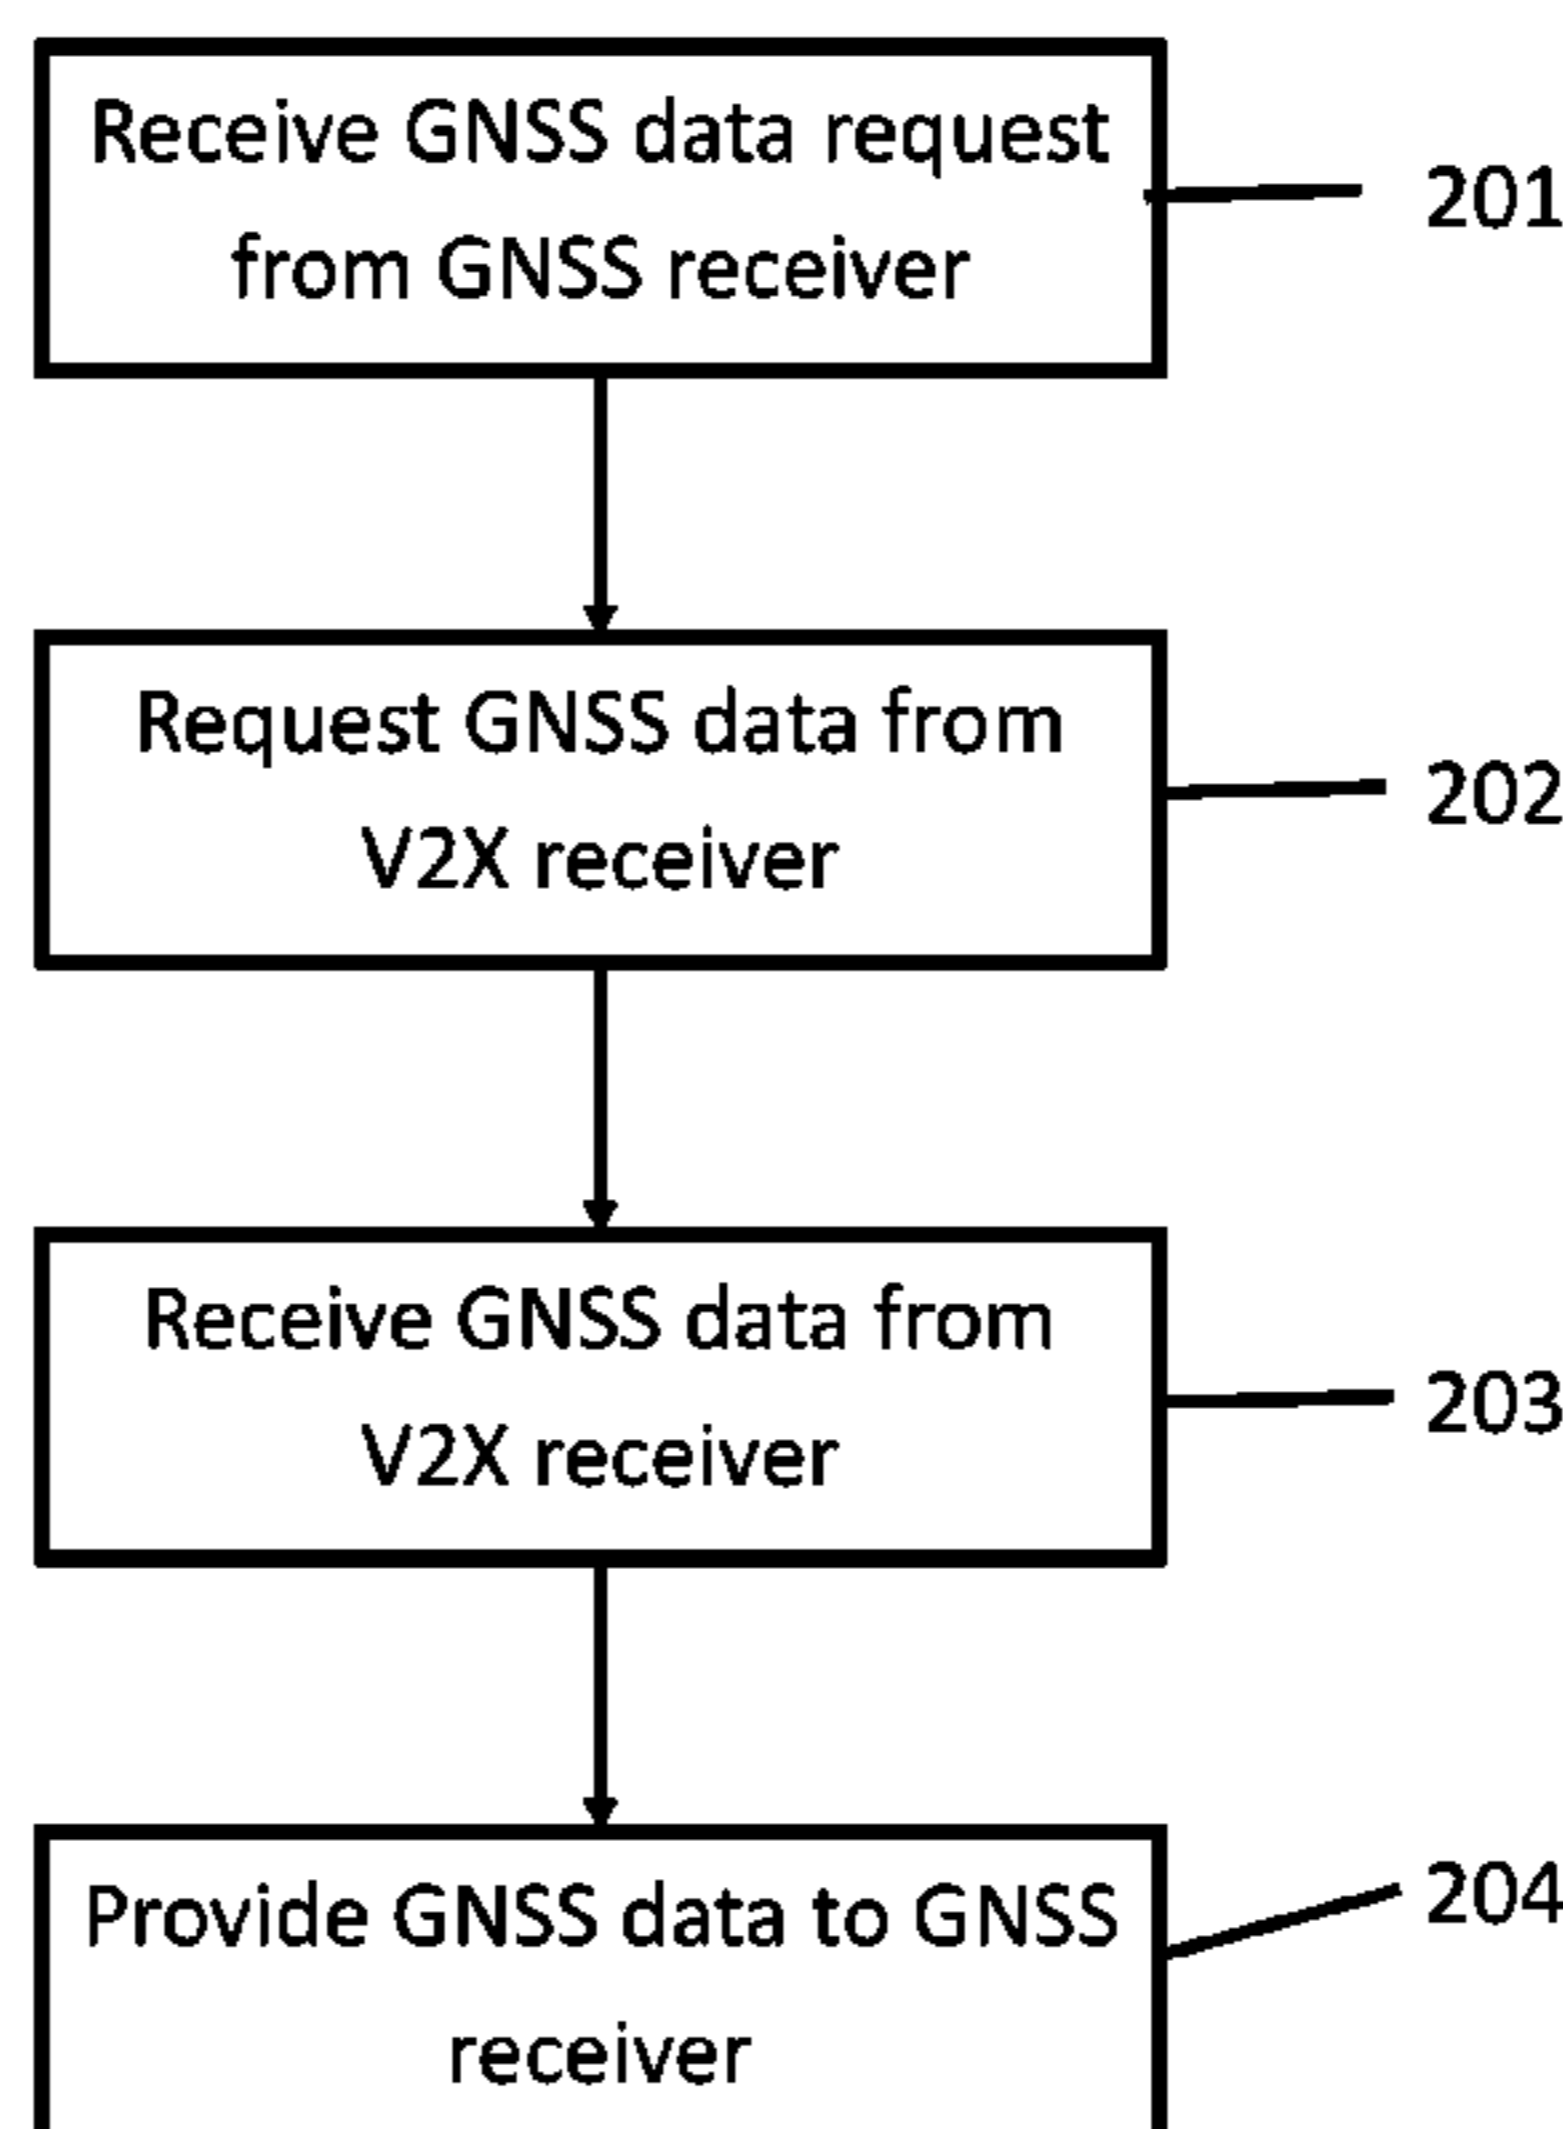 Receive GNSS data request
from GNSS receiver
201
Request GNSS data from
V2X receiver
202
Receive GNSS data from
V2X receiver
203
Provide GNSS data to GNSS
receiver
204